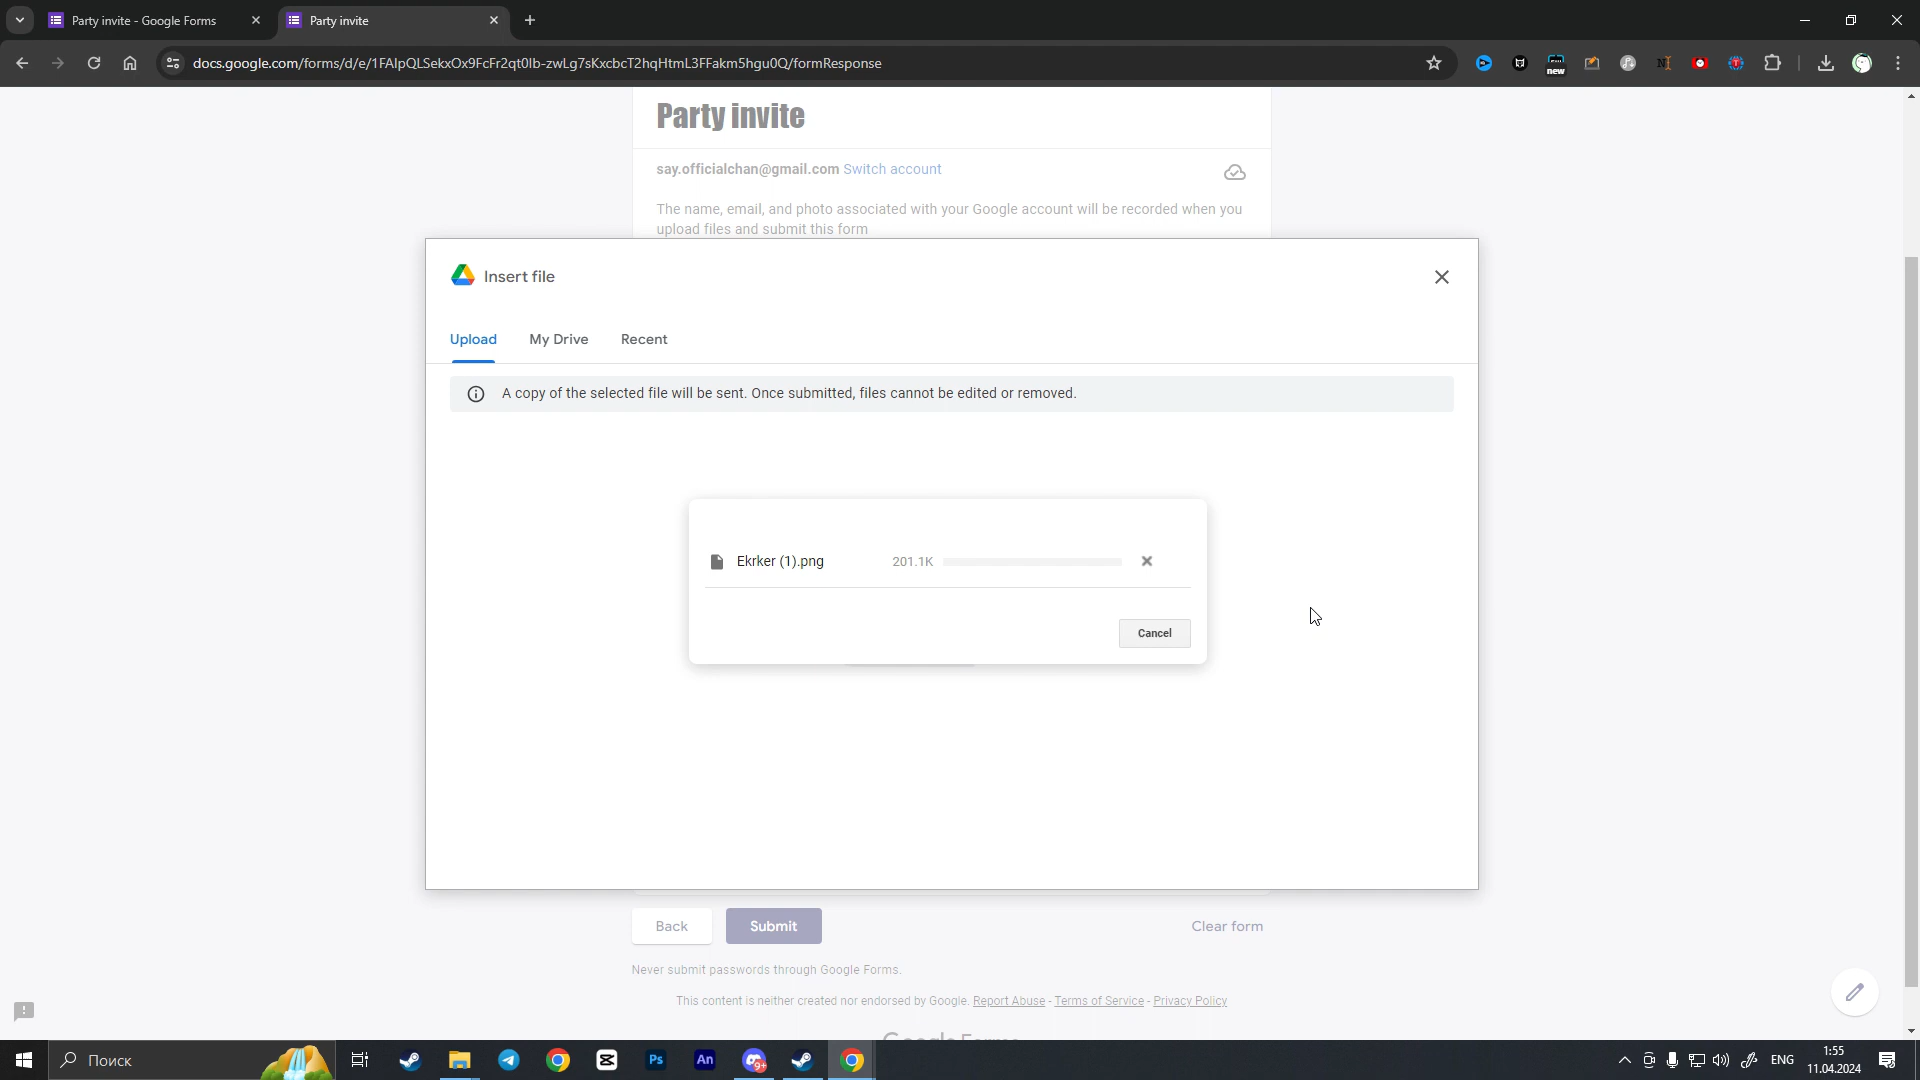 Party invite - Google Forms
Party invite
docs.google.com/forms/d/e/1FAIpQLSekxOx9FcFr2qt0lb-zwLg7sKxcbcT2hqHtmL3FFakm5hgu0Q/formResponse
new
Party invite
say.officialchan@gmail.com Switch account
The name, email, and photo associated with your Google account will be recorded when you
upload files and submit this form
Insert file
Upload
My Drive
Recent
A copy of the selected file will be sent. Once submitted, files cannot be edited or removed.
Ekrker (1).png
201.1K
Cancel
Back
Submit
Clear form
Never submit passwords through Google Forms.
This content is neither created nor endorsed by Google. Report Abuse - Terms of Service - Privacy Policy
Google Forms
Поиск
Ps
An
9+
ENG
1:55
11.04.2024